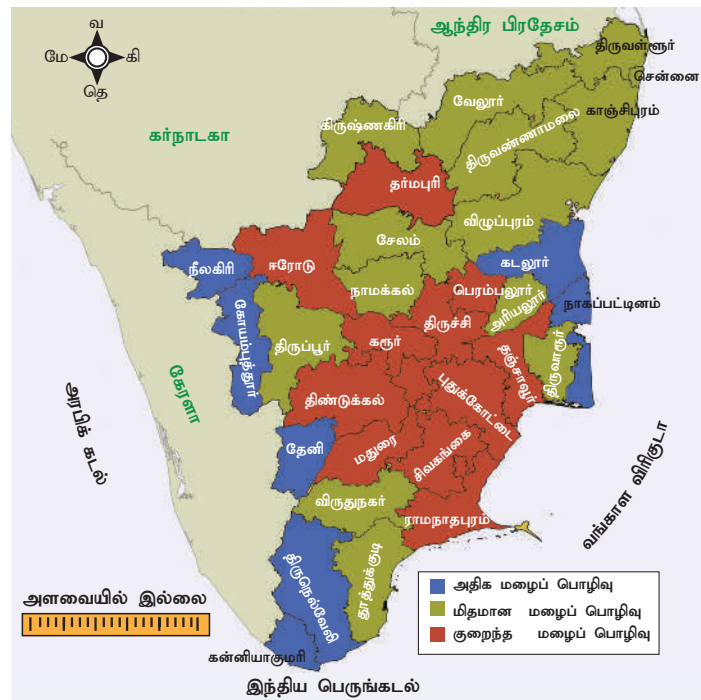 ஆந்திர பிரதேசம்
வ
மே
கி
தெ
திருவள்ளூர்
சென்னை
வேலூர்
காஞ்சிபுரம்
கிருஷ்ணகிரி
கர்நாடகா
திருவண்ணாமலை
தர்மபுரி
விழுப்புரம்
சேலம்
கடலூர்
நீலகிரி
ஈரோடு
நாமக்கல்
பெரம்பலூர்
அரியலூர்
நாகப்பட்டினம்
கோயம்புத்தூர்
திருப்பூர்
கரூர்
திருச்சி
தஞ்சாவூர்
திருவாரூர்
கேரளா
அரபிக் கடல்
திண்டுக்கல்
புதுக்கோட்டை
தேனி
மதுரை
சிவகங்கை
வங்காள விரிகுடா
விருதுநகர்
ராமநாதபுரம்
திருநெல்வேலி
தூத்துக்குடி
அதிக மழைப் பொழிவு
மிதமான மழைப் பொழிவு
குறைந்த மழைப் பொழிவு
அளவையில் இல்லை
கன்னியாகுமரி
இந்திய பெருங்கடல்